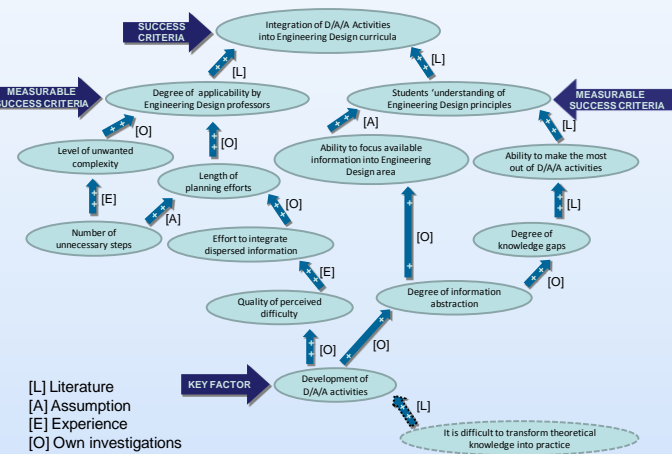 SUCCESS
CRITERIA
Integration of D/A/A Activities
into Engineering Design curricula
[L]
[L]
MEASURABLE
SUCCESS CRITERIA
Degree of applicability by
Engineering Design professors
Students 'understanding of
Engineering Design principles
MEASURABLE
SUCCESS CRITERIA
[O]
[O]
[A]
[L]
Level of unwanted
complexity
Length of
planning efforts
Ability to focus available
information into Engineering
Design area
Ability to make the most
out of D/A/A activities
[E]
[A]
[O]
[O]
[L]
Number of
unnecessary steps
Effort to integrate
dispersed information
Degree of
knowledge gaps
[E]
[O]
Quality of perceived
difficulty
Degree of information
abstraction
[O]
[O]
KEY FACTOR
Development of
D/A/A activities
[L]
It is difficult to transform theoretical
knowledge into practice
[L] Literature
[A] Assumption
[E] Experience
[O] Own investigations